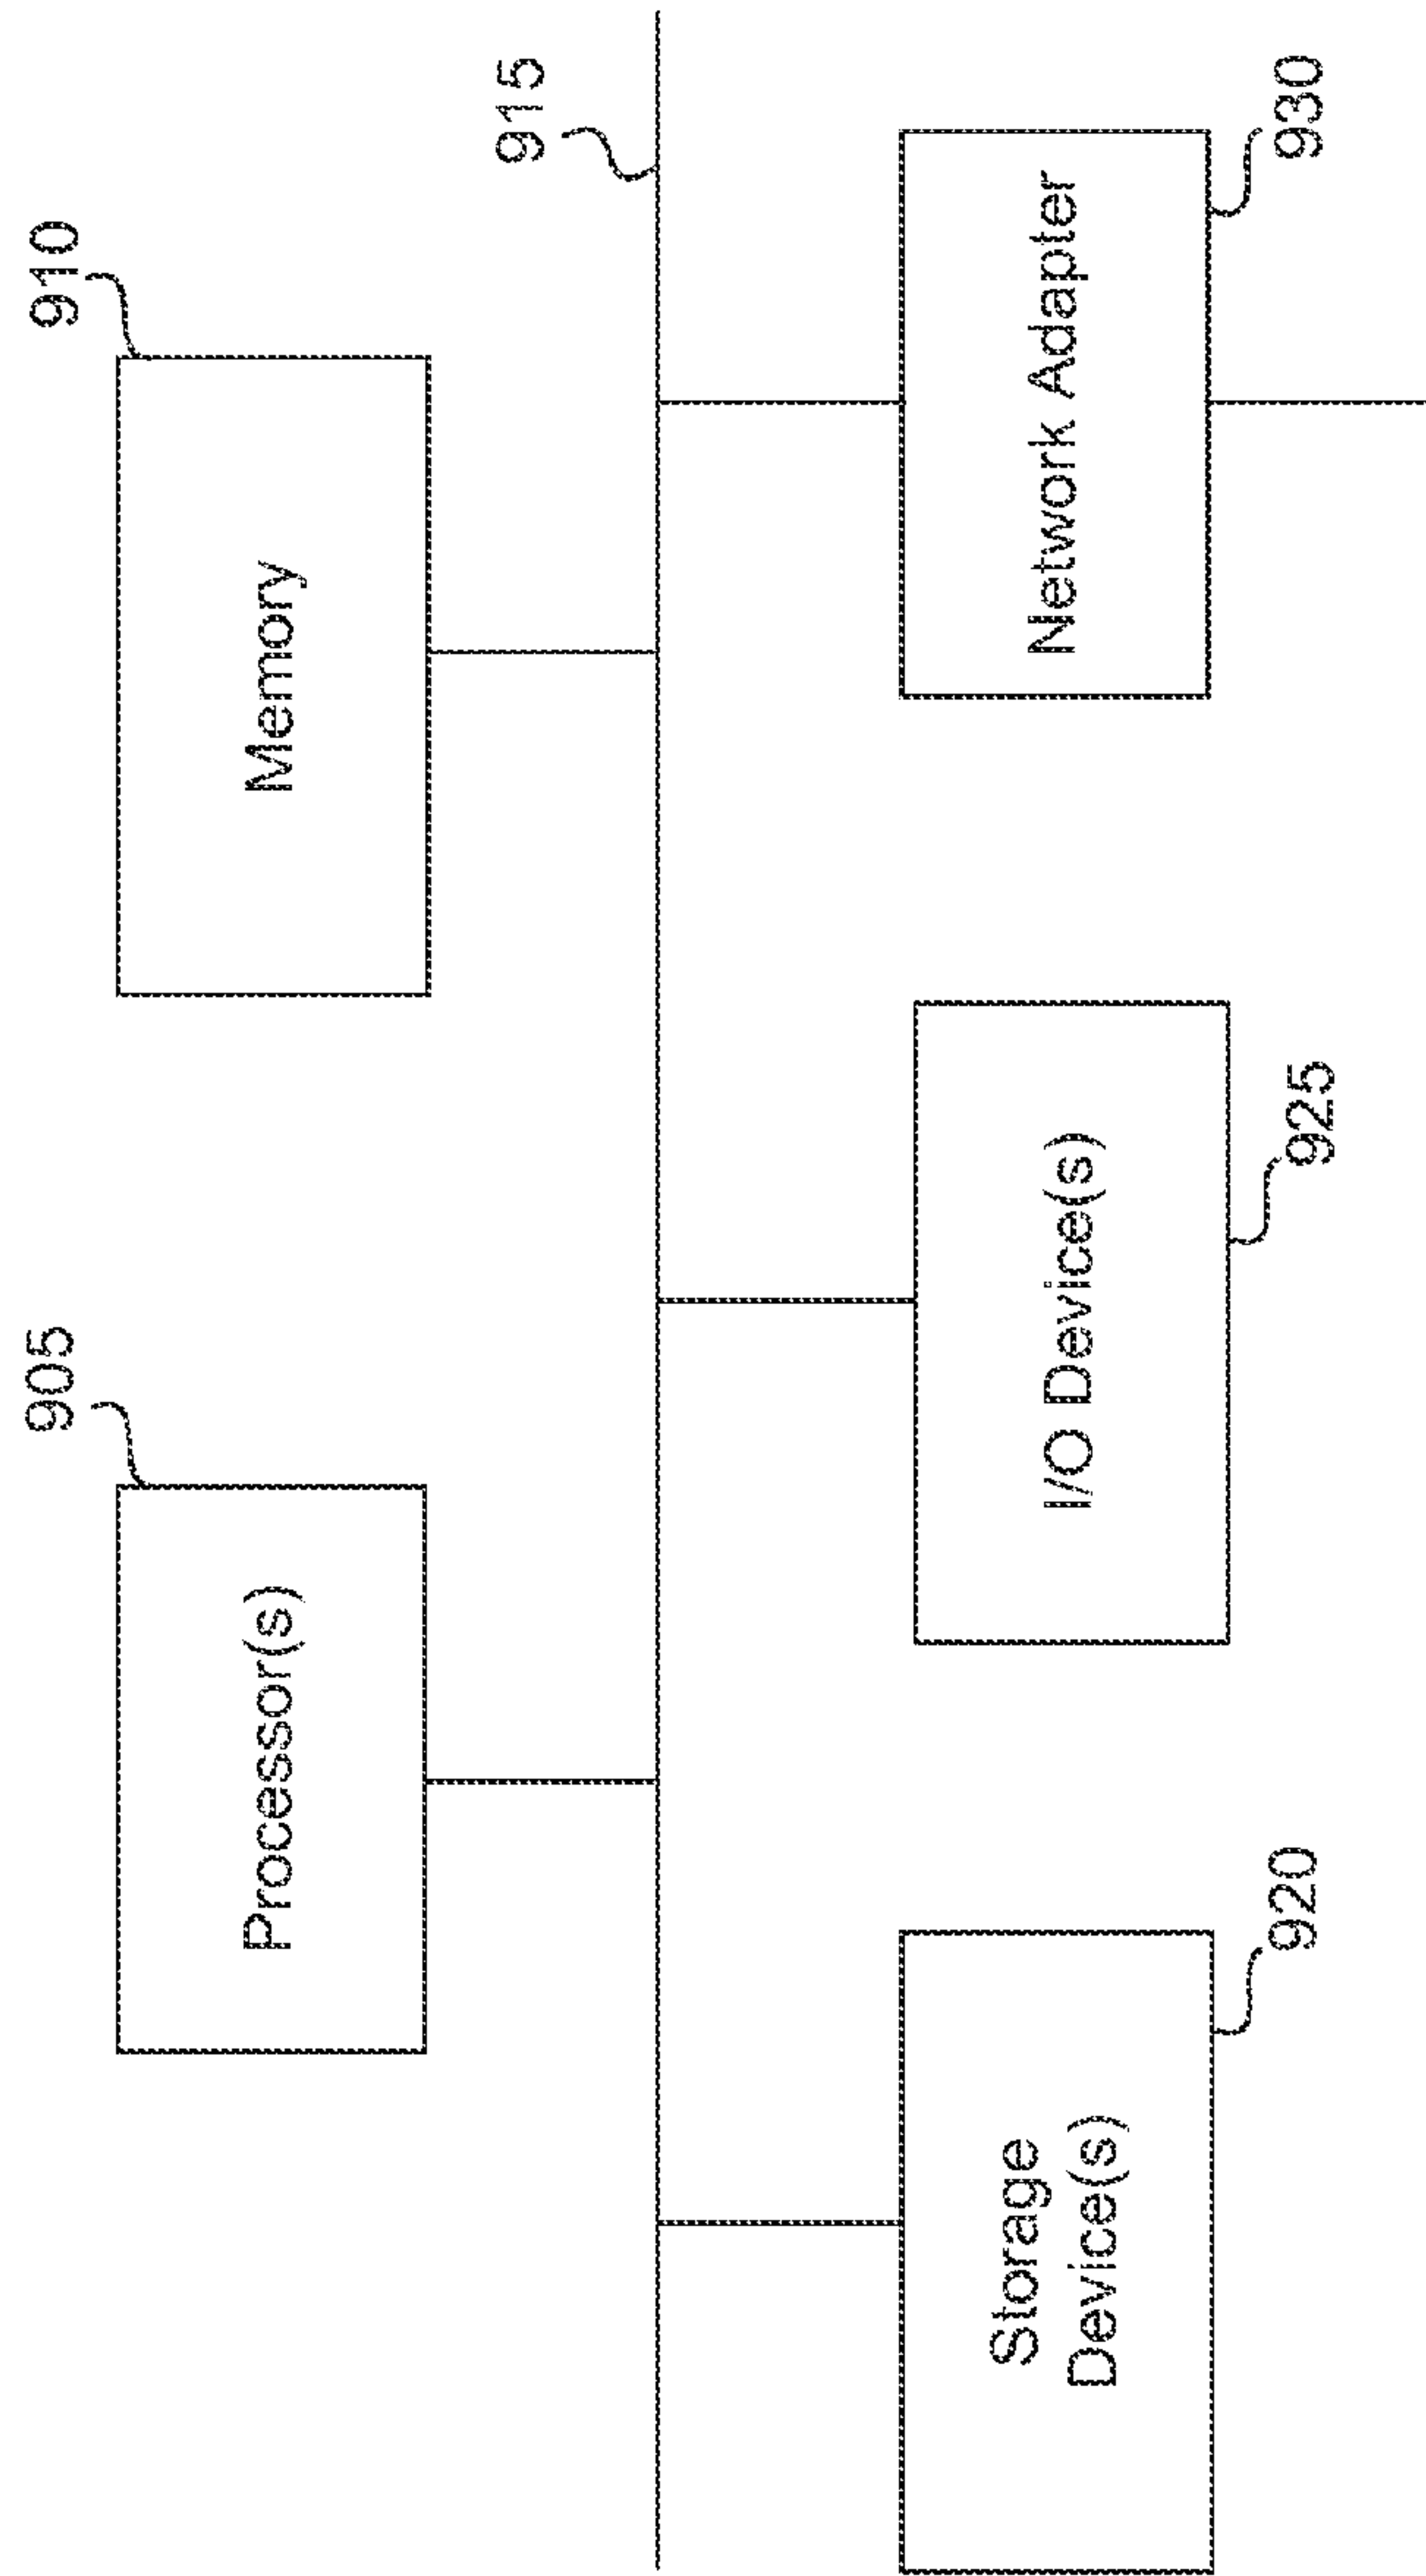 905
910
Processor(s)
Memory
915
Storage
Device(s)
I/O Device(s)
Network Adapter
920
925
930